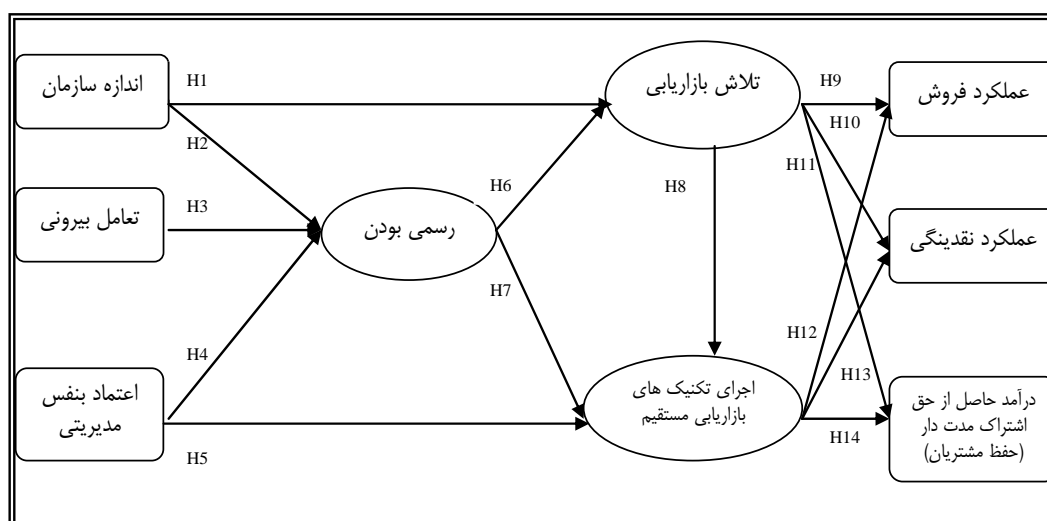 اندازه سازمان
H1
تلاش بازاریابی
H9
عملکرد فروش
H10
H2
H11
H6
H8
H3
تعامل بیرونی
رسمی بودن
عملکرد نقدینگی
H7
H12
H4
H13
اعتماد بنفس
مدیریتی
اجرای تکنیک های
بازاریابی مستقیم
درآمد حاصل از حق
اشتراک مدت دار
(حفظ مشتریان)
H14
H5